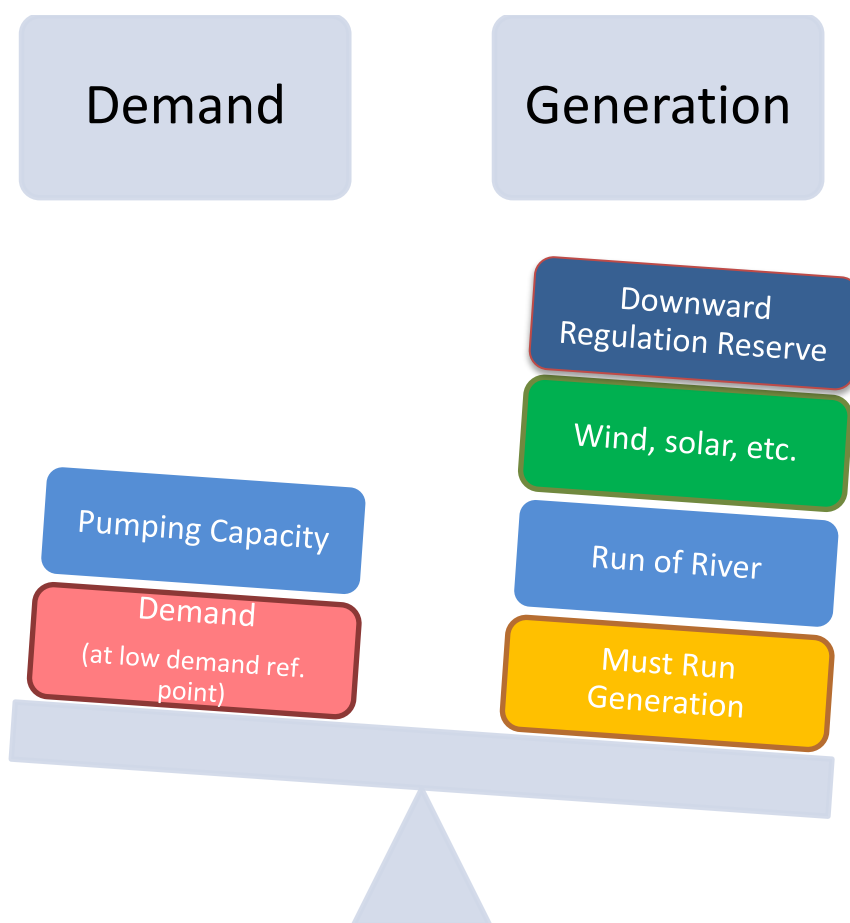 Demand
Generation
Downward
Regulation Reserve
Wind, solar, etc.
Pumping Capacity
Run of River
Demand
(at low demand ref.
point)
Must Run
Generation